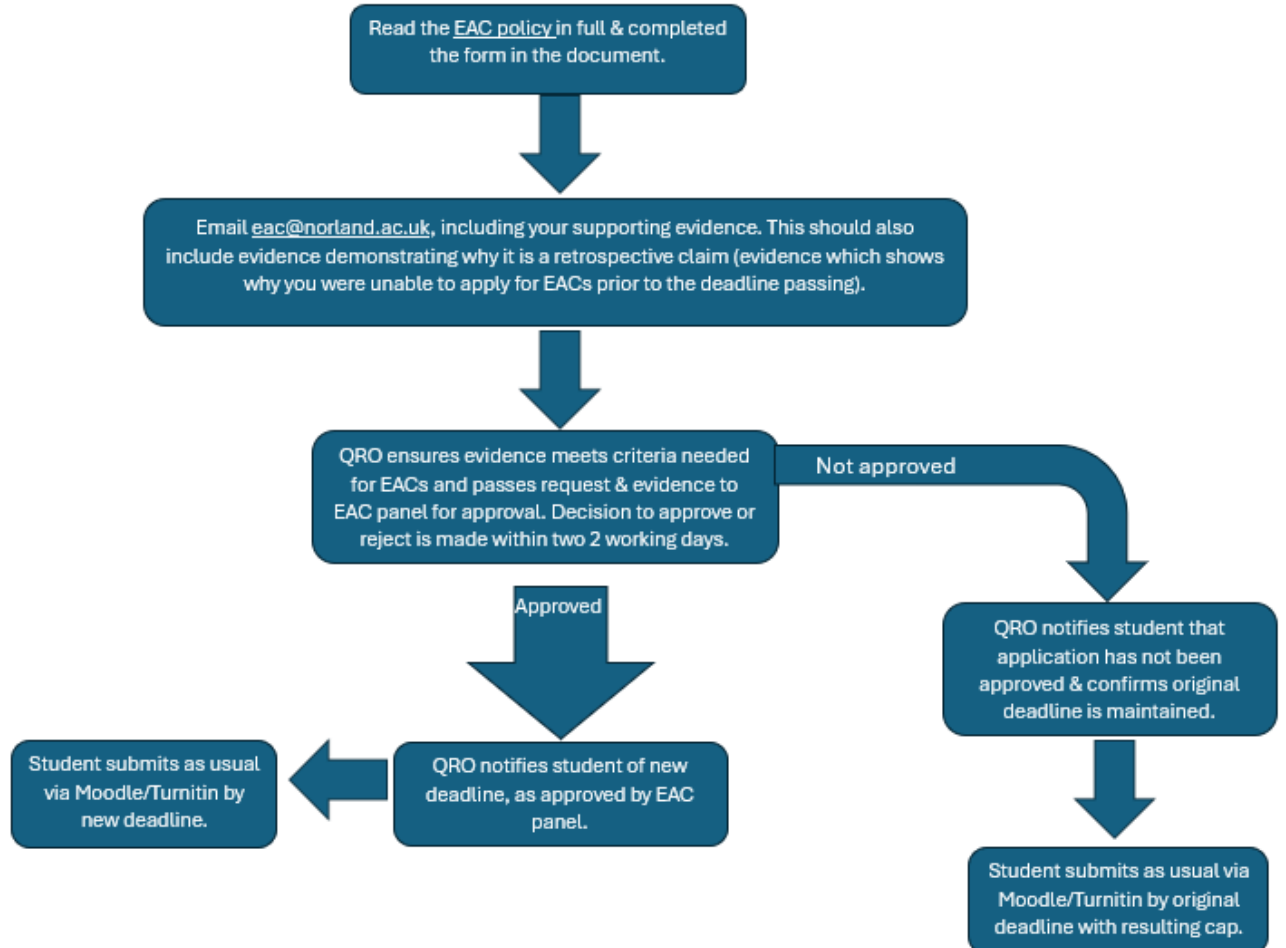 Read the EAC policy in full & completed
the form in the document.
Email eac@norland.ac.uk, including your supporting evidence. This should also
include evidence demonstrating why it is a retrospective claim (evidence which shows
why you were unable to apply for EACs prior to the deadline passing).
QRO ensures evidence meets criteria needed
for EACs and passes request & evidence to
EAC panel for approval. Decision to approve or
reject is made within two 2 working days.
Not approved
Approved
QRO notifies student that
application has not been
approved & confirms original
deadline is maintained.
QRO notifies student of new
deadline, as approved by EAC
panel.
Student submits as usual
via Moodle/Turnitin by
new deadline.
Student submits as usual via
Moodle/Turnitin by original
deadline with resulting cap.